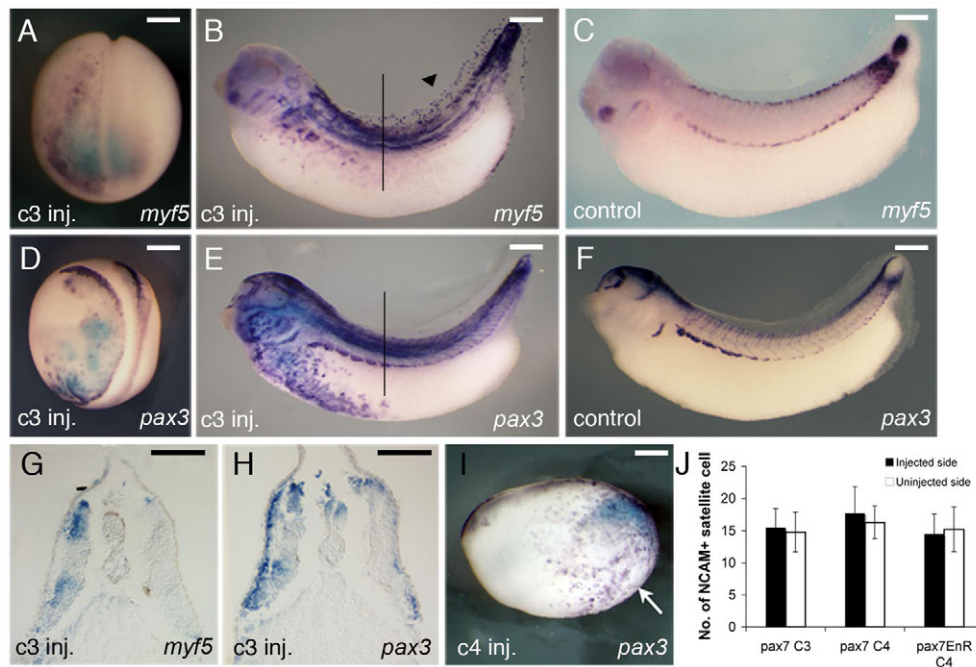 A
c3 inj.
myf5
B
c3 inj.
myf5
C
control
myf5
D
c3 inj.
pax3
E
c3 inj.
pax3
F
control
pax3
G
c3 inj.
myf5
H
c3 inj.
pax3
I
c4 inj.
pax3
J
No. of NCAM+ satellite cell
25
20
15
10
5
0
Injected side
Uninjected side
pax7 C3
pax7 C4
pax7EnR
C4